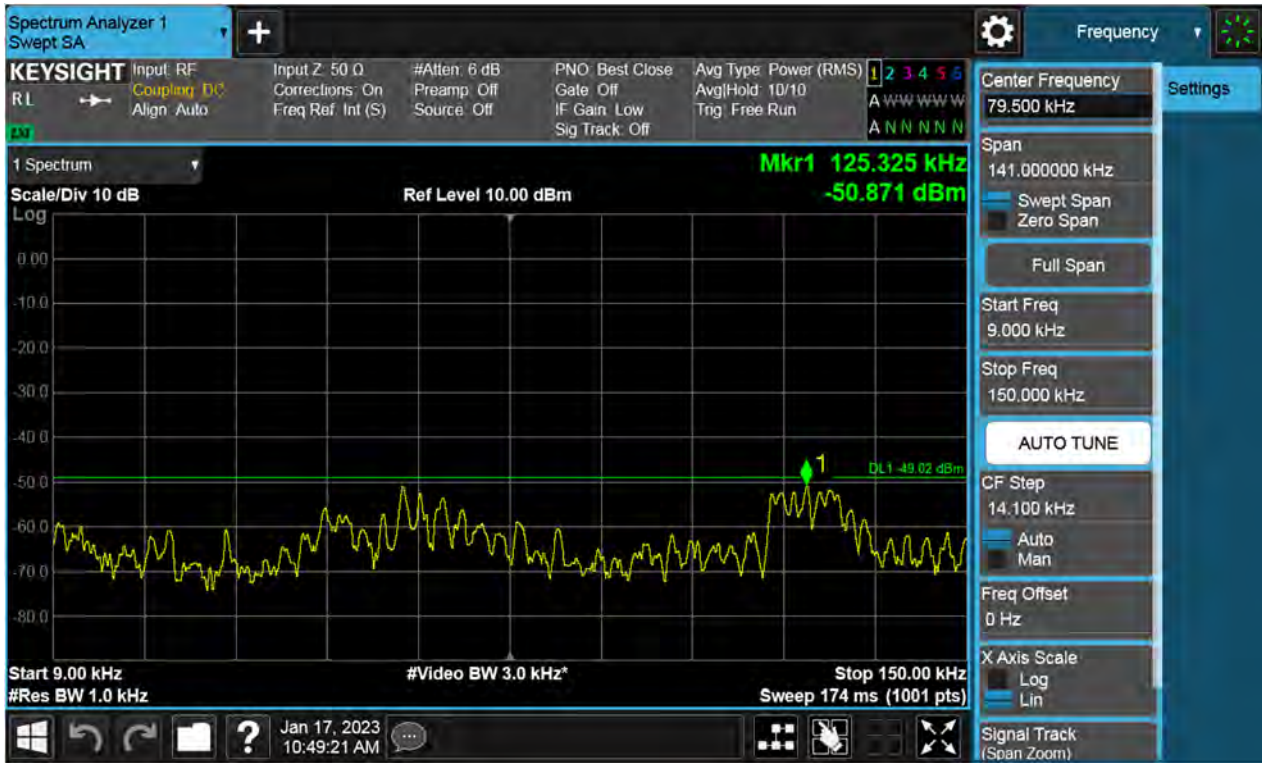 Spectrum Analyzer 1
Swept SA
+
Frequency
KEYSIGHT
RL
Input: RF
Coupling: DC
Align: Auto
Input Z: 50 Ω
Corrections: On
Freq Ref: Int (S)
#Atten: 6 dB
Preamp: Off
Source: Off
PNO: Best Close
Gate: Off
IF Gain: Low
Sig Track: Off
Avg Type: Power (RMS)
Avg|Hold: 10/10
Trig: Free Run
1 2 3 4 5 6
A W W W W W
A N N N N N
Center Frequency
79.500 kHz
Settings
Span
141.000000 kHz
Swept Span
Zero Span
Full Span
Start Freq
9.000 kHz
Stop Freq
150.000 kHz
AUTO TUNE
CF Step
14.100 kHz
Auto
Man
Freq Offset
0 Hz
X Axis Scale
Log
Lin
Signal Track
(Span Zoom)
1 Spectrum
Mkr1 125.325 kHz
Scale/Div 10 dB
Ref Level 10.00 dBm
-50.871 dBm
Log
0.00
-10.0
-20.0
-30.0
-40.0
1
DL1 -49.02 dBm
-50.0
-60.0
-70.0
-80.0
Start 9.00 kHz
#Video BW 3.0 kHz*
Stop 150.00 kHz
#Res BW 1.0 kHz
Sweep 174 ms (1001 pts)
?
Jan 17, 2023
10:49:21 AM